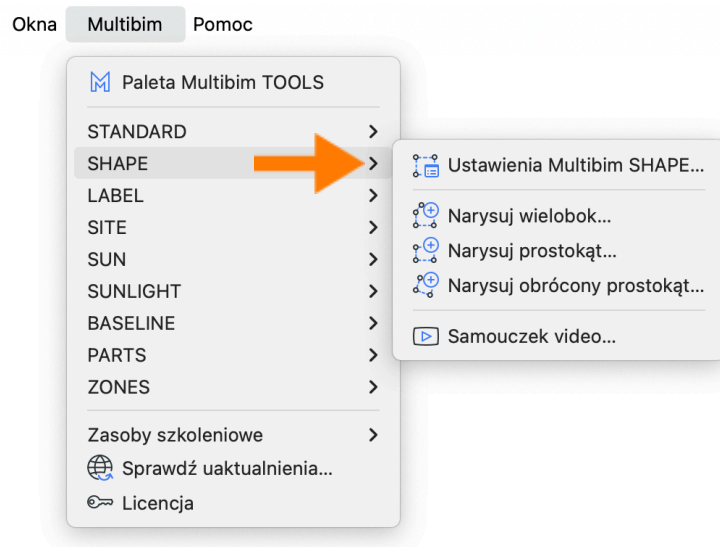 Okna Multibim Pomoc
Paleta Multibim TOOLS
STANDARD
SHAPE
LABEL
SITE
SUN
SUNLIGHT
BASELINE
PARTS
ZONES
Zasoby szkoleniowe
Sprawdź uaktualnienia...
Licencja
Ustawienia Multibim SHAPE...
Narysuj wielobok...
Narysuj prostokąt...
Narysuj obrócony prostokąt...
Samouczek video...